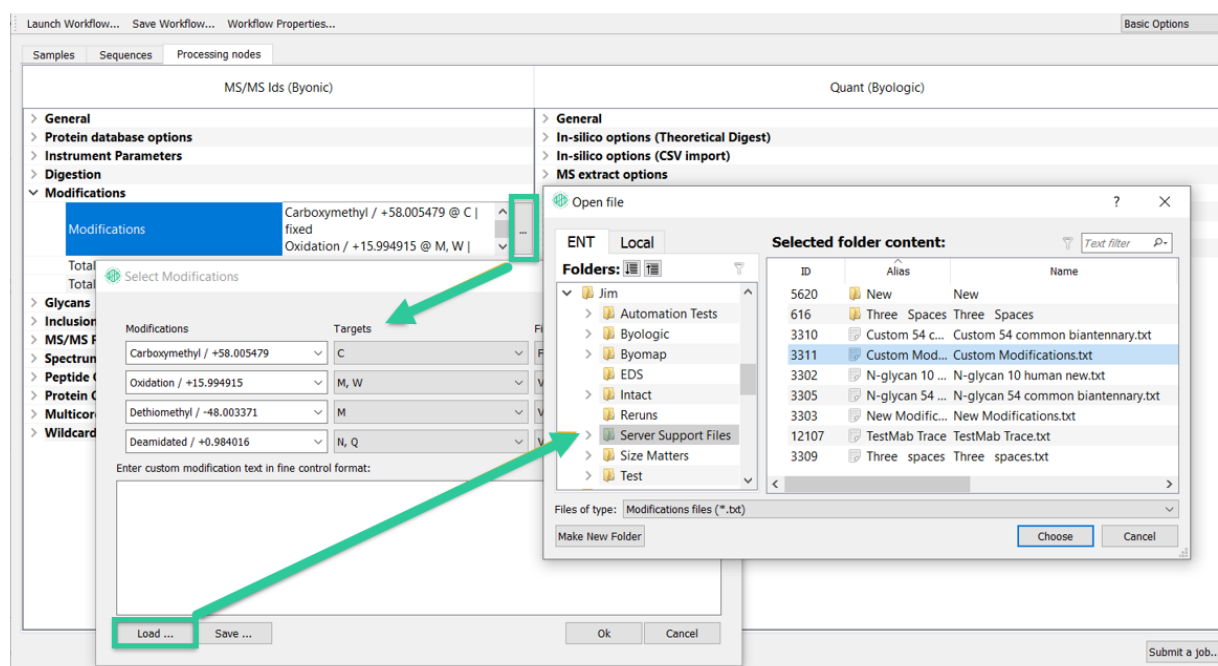 Launch Workflow... Save Workflow... Workflow Properties... Basic Options
Samples Sequences Processing nodes
MS/MS Ids (Byonic) Quant (Byologic)
General
Protein database options
Instrument Parameters
Digestion
Modifications
Modifications
Carboxymethyl / +58.005479 @ C |
fixed
Oxidation / +15.994915 @ M, W |
...
Total
Total
Glycans
Inclusion
MS/MS F
Spectrun
Peptide
Protein
Multicor
Wildcard
General
In-silico options (Theoretical Digest)
In-silico options (CSV import)
MS extract options
Select Modifications
Modifications Targets Fi
Carboxymethyl / +58.005479 C F
Oxidation / +15.994915 M, W V
Dethiomethyl / -48.003371 M V
Deamidated / +0.984016 N, Q V
Enter custom modification text in fine control format:
Load ... Save ... Ok Cancel
Open file ?
ENT Local Selected folder content: Text filter
Folders:
Jim
Automation Tests
Byologic
Byomap
EDS
Intact
Reruns
Server Support Files
Size Matters
Test
ID Alias Name
5620 New New
616 Three Spaces Three Spaces
3310 Custom 54 c... Custom 54 common biantennary.txt
3311 Custom Mod... Custom Modifications.txt
3302 N-glycan 10 ... N-glycan 10 human new.txt
3305 N-glycan 54 ... N-glycan 54 common biantennary.txt
3303 New Modific... New Modifications.txt
12107 TestMab Trace TestMab Trace.txt
3309 Three spaces Three spaces.txt
Files of type: Modifications files (*.txt)
Make New Folder Choose Cancel
Submit a job...